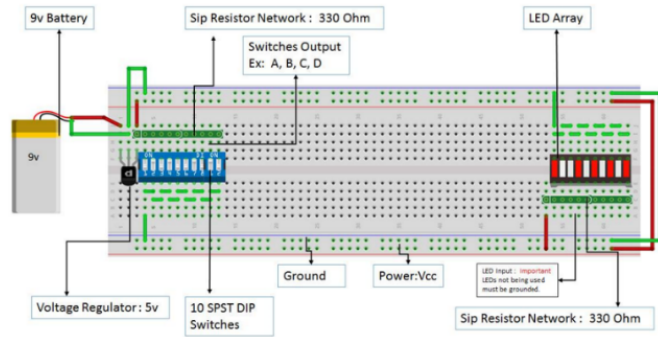 9v Battery
Sip Resistor Network : 330 Ohm
LED Array
Switches Output
Ex: A, B, C, D
9v
ON
Ground
Power:Vcc
LED Input : Important
LEDs not being used
must be grounded.
Voltage Regulator : 5v
10 SPST DIP
Switches
Sip Resistor Network : 330 Ohm